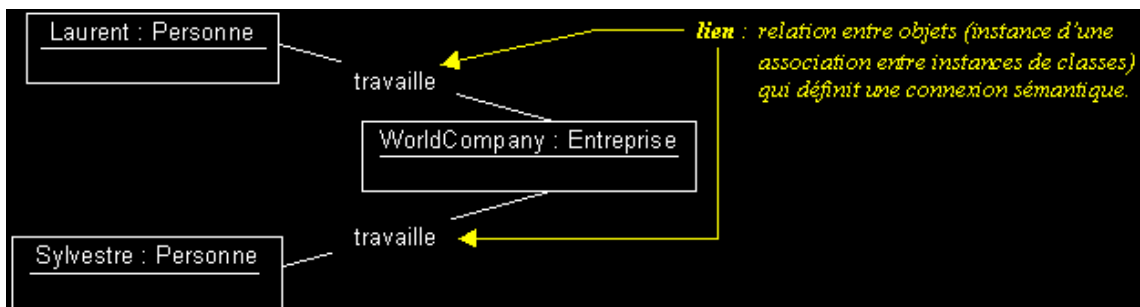 Laurent : Personne
lien : relation entre objets (instance d'une
association entre instances de classes)
qui définit une connexion sémantique.
travaille
WorldCompany : Entreprise
travaille
Sylvestre : Personne